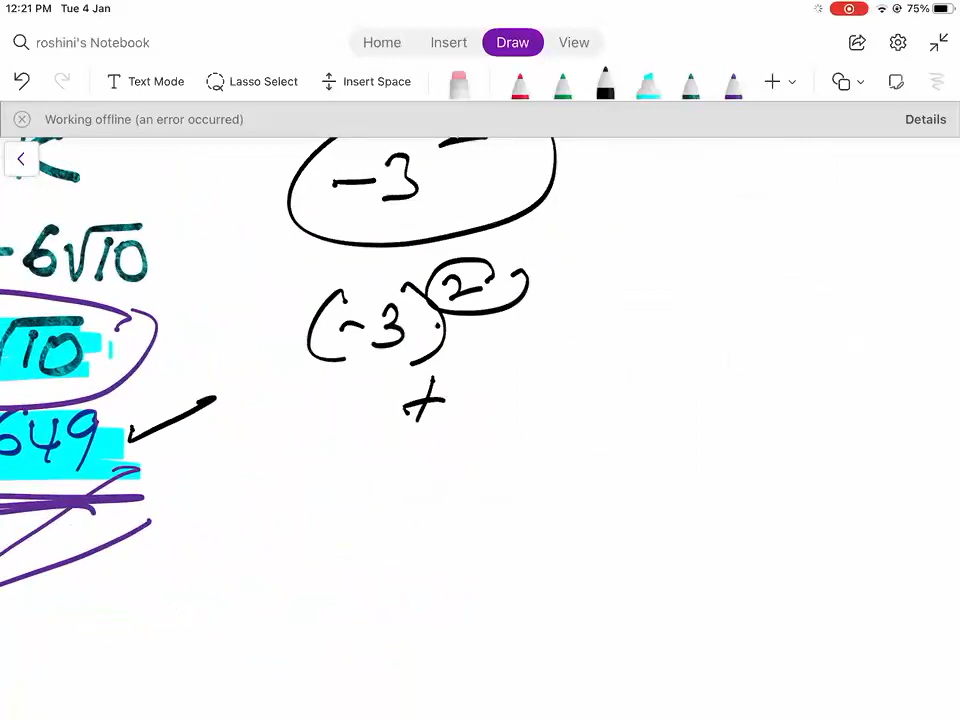 12:21 PM Tue 4 Jan 75%
roshini's Notebook Home Insert Draw View
Text Mode Lasso Select Insert Space
Working offline (an error occurred) Details
-3
-6√10
(-3)²
√10
+
649